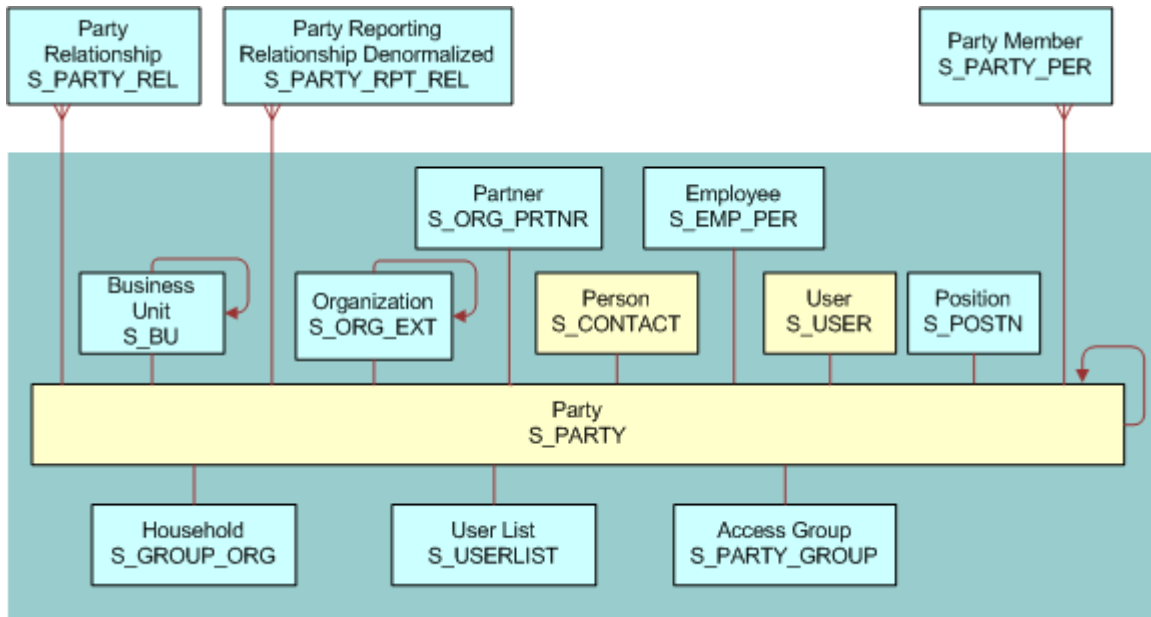 Party
Relationship
S_PARTY_REL
Party Reporting
Relationship Denormalized
S_PARTY_RPT_REL
Party Member
S_PARTY_PER
Partner
S_ORG_PRTNR
Employee
S_EMP_PER
Business
Unit
S_BU
Organization
S_ORG_EXT
Person
S_CONTACT
User
S_USER
Position
S_POSTN
Party
S_PARTY
Household
S_GROUP_ORG
User List
S_USERLIST
Access Group
S_PARTY_GROUP